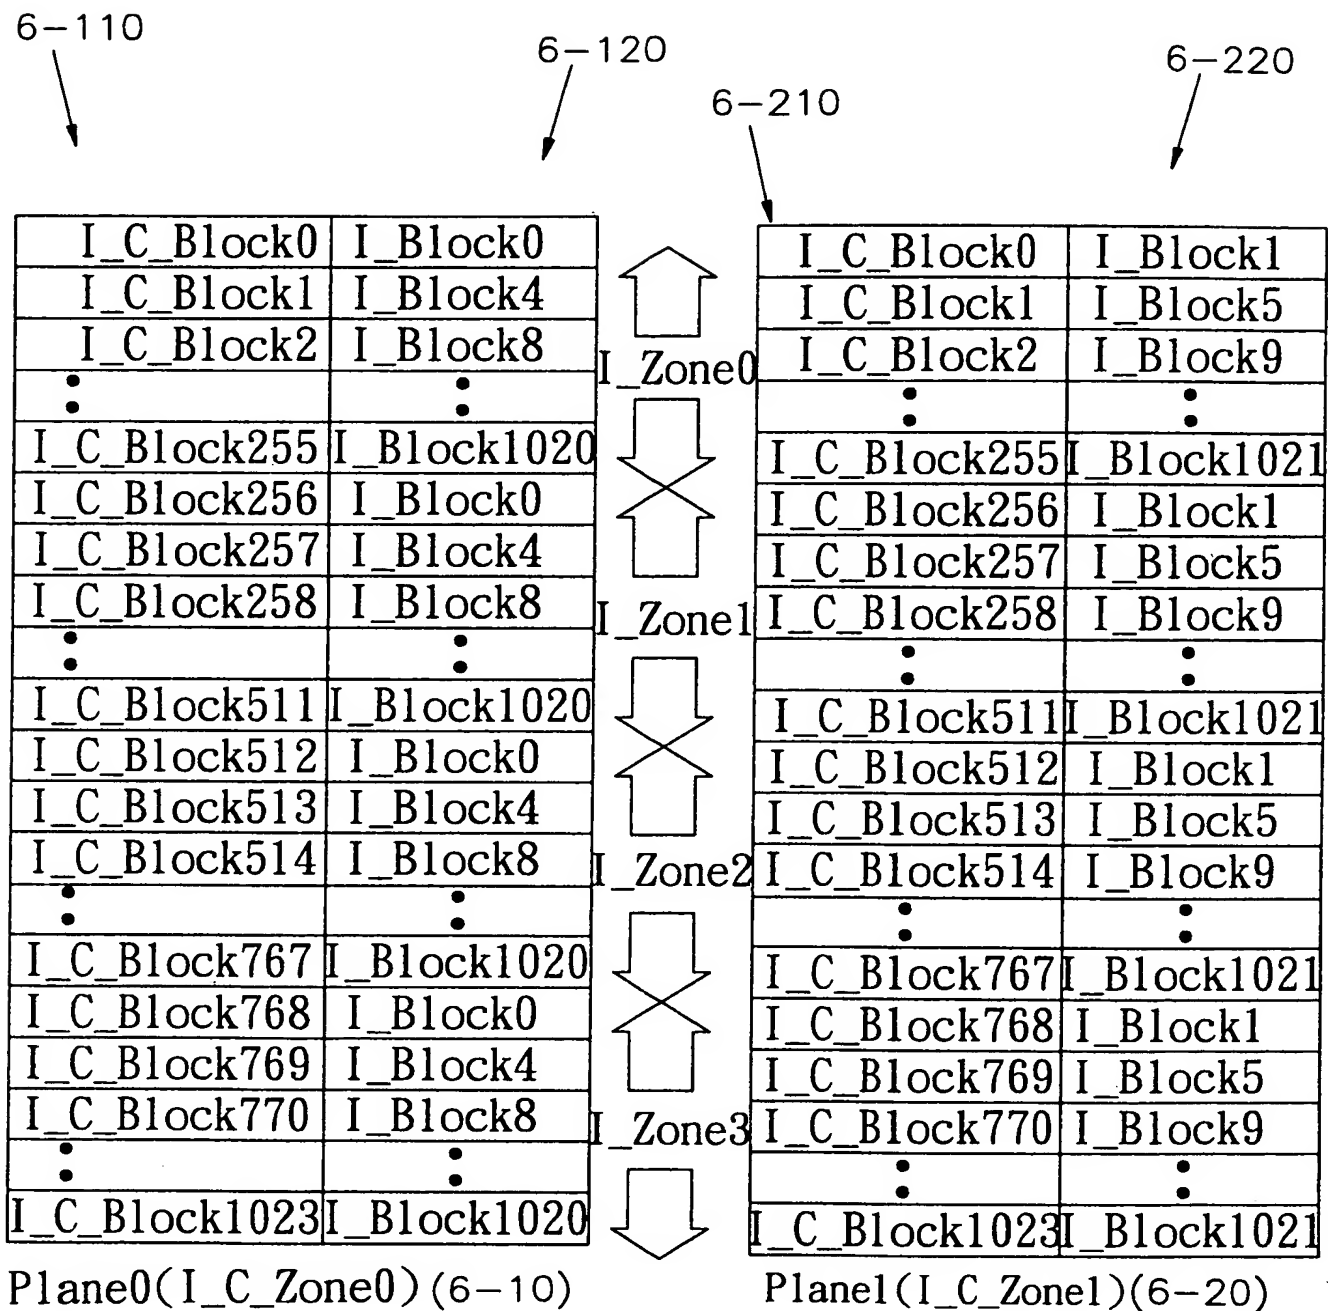 6-110
6-120
6-220
6-210
I_C_Block0 I_Block0
I_C_Block1 I_Block4
I_C_Block2 I_Block8
I_C_Block255 I_Block1020
I_C_Block256 I_Block0
I_C_Block257 I_Block4
I_C_Block258 I_Block8
I_C_Block511 I_Block1020
I_C_Block512 I_Block0
I_C_Block513 I_Block4
I_C_Block514 I_Block8
I_C_Block767 I_Block1020
I_C_Block768 I_Block0
I_C_Block769 I_Block4
I_C_Block770 I_Block8
I_C_Block1023 I_Block1020
Plane0(I_C_Zone0)(6-10)
I_Zone0
I_Zone1
I_Zone2
I_Zone3
I_C_Block0 I_Block1
I_C_Block1 I_Block5
I_C_Block2 I_Block9
I_C_Block255 I_Block1021
I_C_Block256 I_Block1
I_C_Block257 I_Block5
I_C_Block258 I_Block9
I_C_Block511 I_Block1021
I_C_Block512 I_Block1
I_C_Block513 I_Block5
I_C_Block514 I_Block9
I_C_Block767 I_Block1021
I_C_Block768 I_Block1
I_C_Block769 I_Block5
I_C_Block770 I_Block9
I_C_Block1023 I_Block1021
Plane1(I_C_Zone1)(6-20)